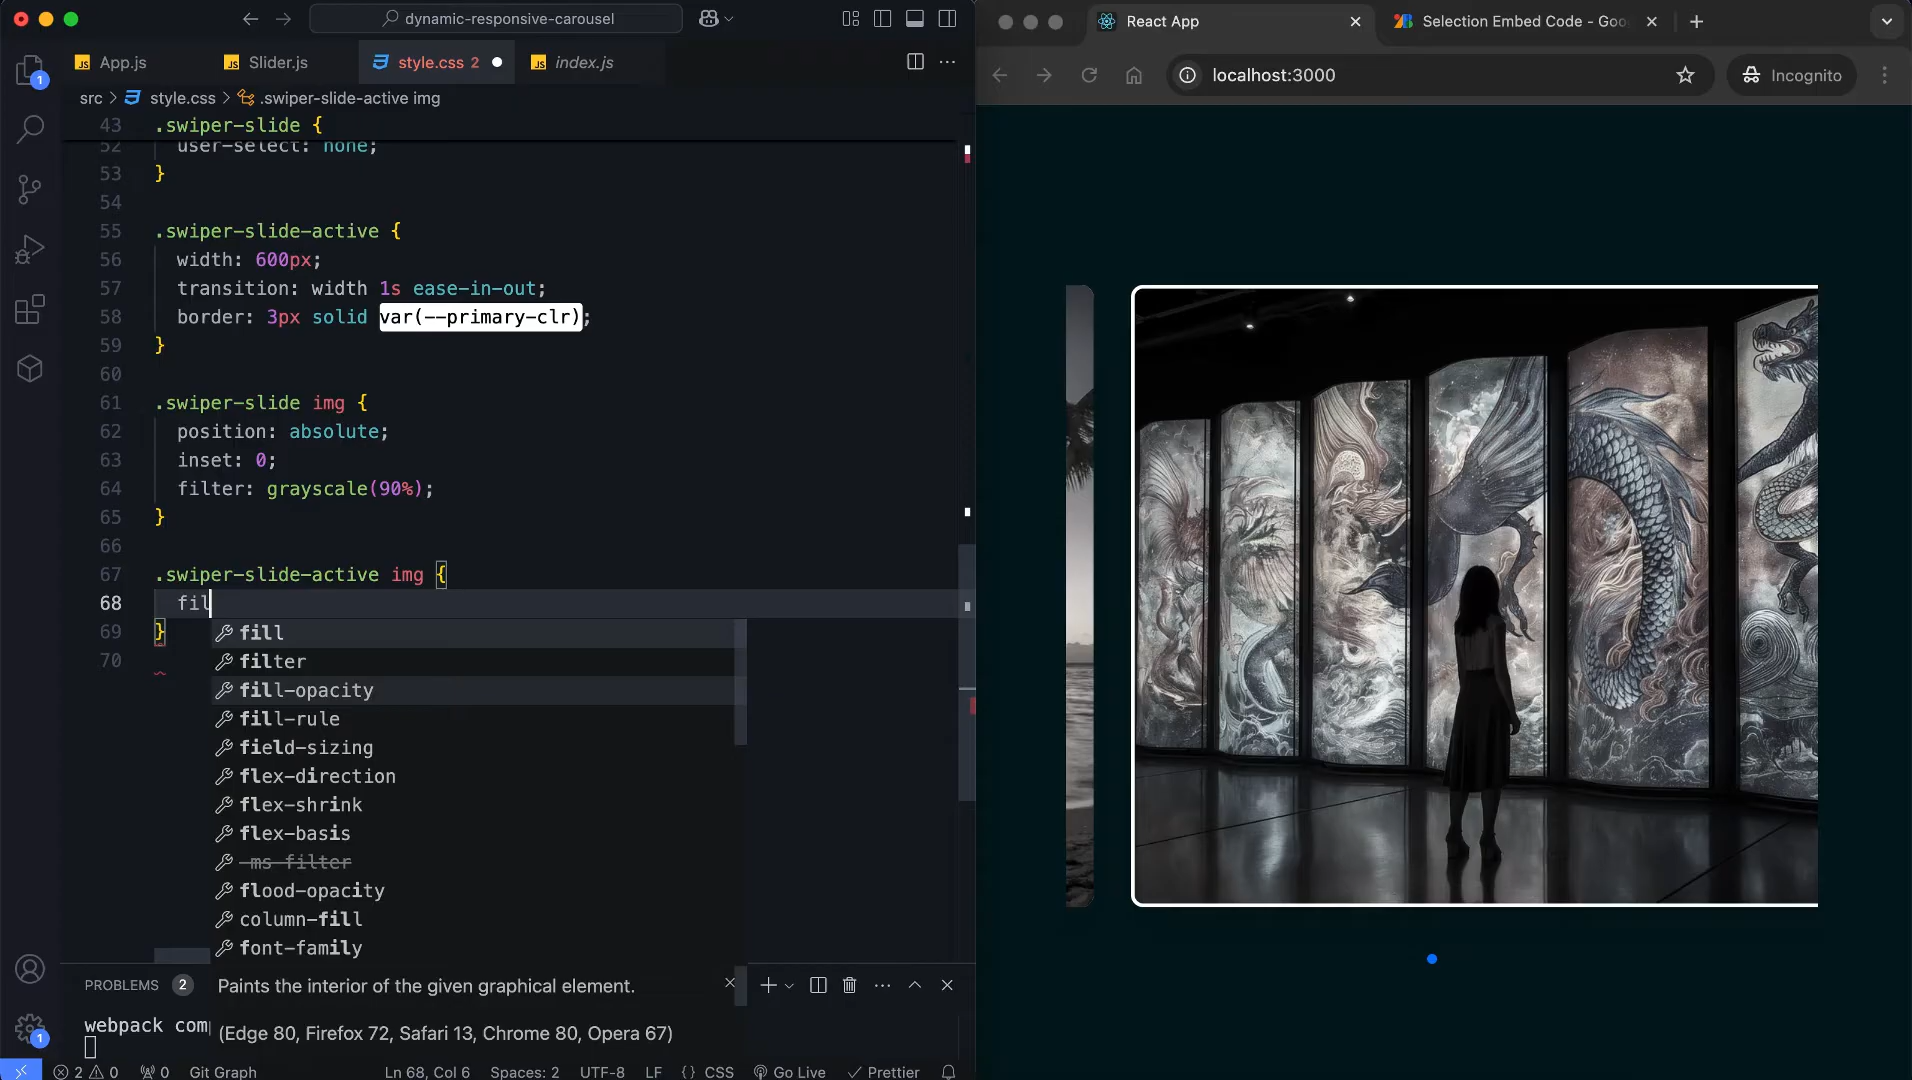 dynamic-responsive-carousel
App.js
Slider.js
style.css 2
index.js
src > style.css > .swiper-slide-active img
43 .swiper-slide {
52 user-select: none;
53 }
54
55 .swiper-slide-active {
56 width: 600px;
57 transition: width 1s ease-in-out;
58 border: 3px solid var(--primary-clr);
59 }
60
61 .swiper-slide img {
62 position: absolute;
63 inset: 0;
64 filter: grayscale(90%);
65 }
66
67 .swiper-slide-active img {
68 fil
69 }
70
fill
filter
fill-opacity
fill-rule
field-sizing
flex-direction
flex-shrink
flex-basis
-ms-filter
flood-opacity
column-fill
font-family
1
1
PROBLEMS 2
Paints the interior of the given graphical element.
(Edge 80, Firefox 72, Safari 13, Chrome 80, Opera 67)
webpack com
2 0 0 Git Graph Ln 68, Col 6 Spaces: 2 UTF-8 LF {} CSS Go Live Prettier
React App
Selection Embed Code - Goo
localhost:3000
Incognito